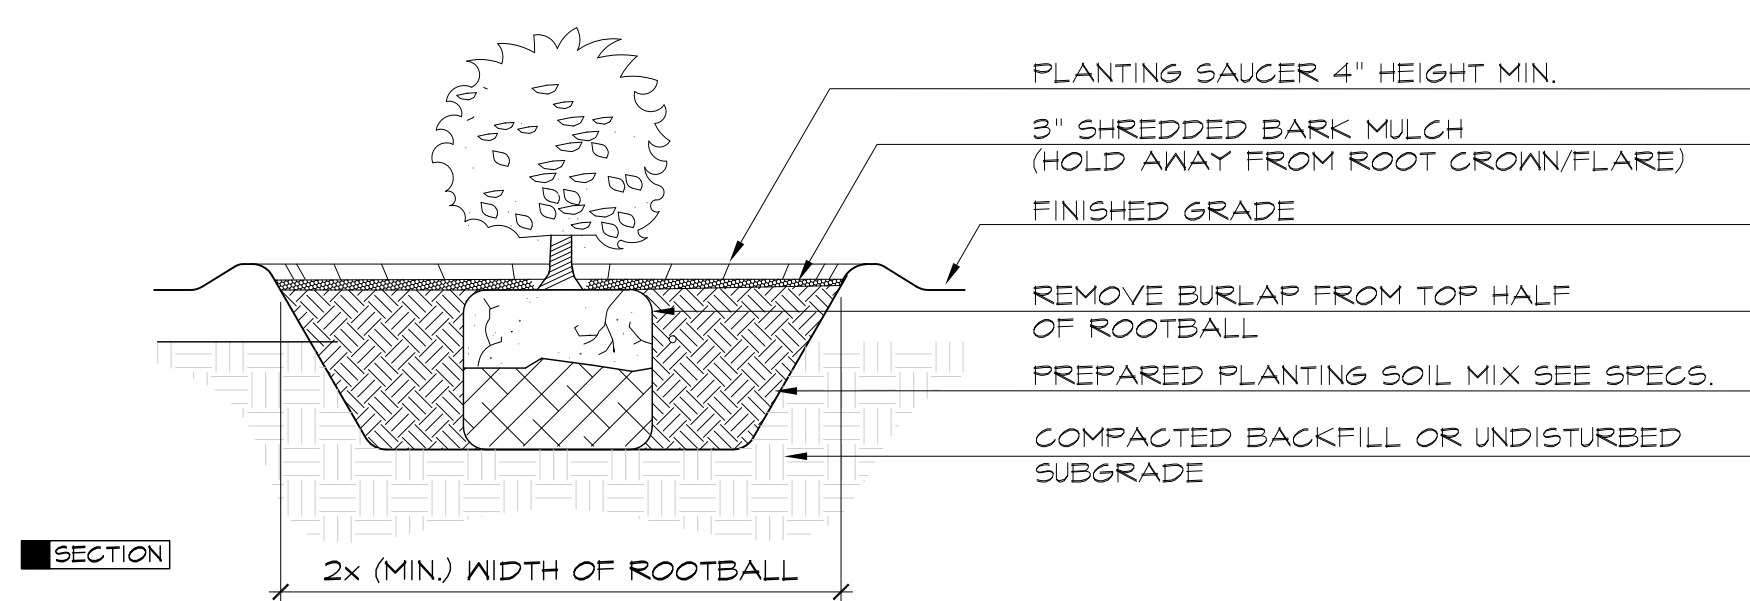 PLANTING SAUCER 4" HEIGHT MIN.
3" SHREDDED BARK MULCH
(HOLD AWAY FROM ROOT CROWN/FLARE)
FINISHED GRADE
REMOVE BURLAP FROM TOP HALF
OF ROOTBALL
PREPARED PLANTING SOIL MIX SEE SPECS.
COMPACTED BACKFILL OR UNDISTURBED
SUBGRADE
SECTION
2x (MIN.) WIDTH OF ROOTBALL